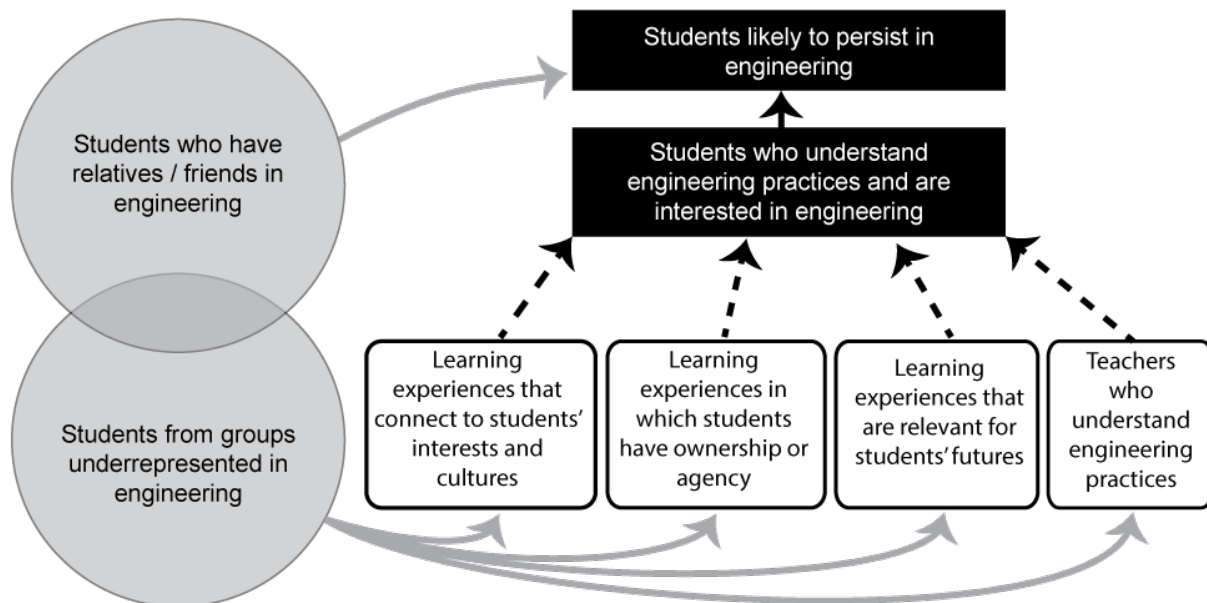 Students likely to persist in
engineering
Students who have
relatives / friends in
engineering
Students who understand
engineering practices and are
interested in engineering
Students from groups
underrepresented in
engineering
Learning
experiences that
connect to students’
interests and
cultures
Learning
experiences in
which students
have ownership or
agency
Learning
experiences that
are relevant for
students’ futures
Teachers
who
understand
engineering
practices